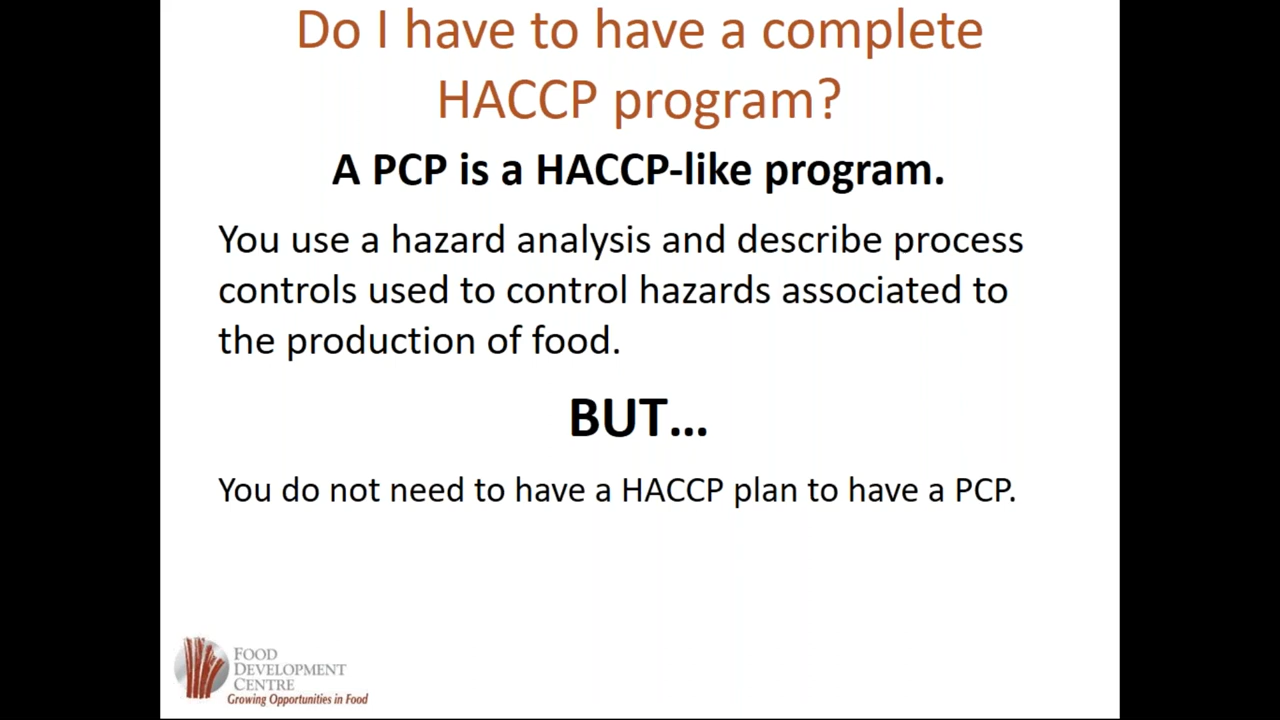 Do I have to have a complete
HACCP program?
A PCP is a HACCP-like program.
You use a hazard analysis and describe process
controls used to control hazards associated to
the production of food.
BUT...
You do not need to have a HACCP plan to have a PCP.
FOOD
DEVELOPMENT
CENTRE
Growing Opportunities in Food